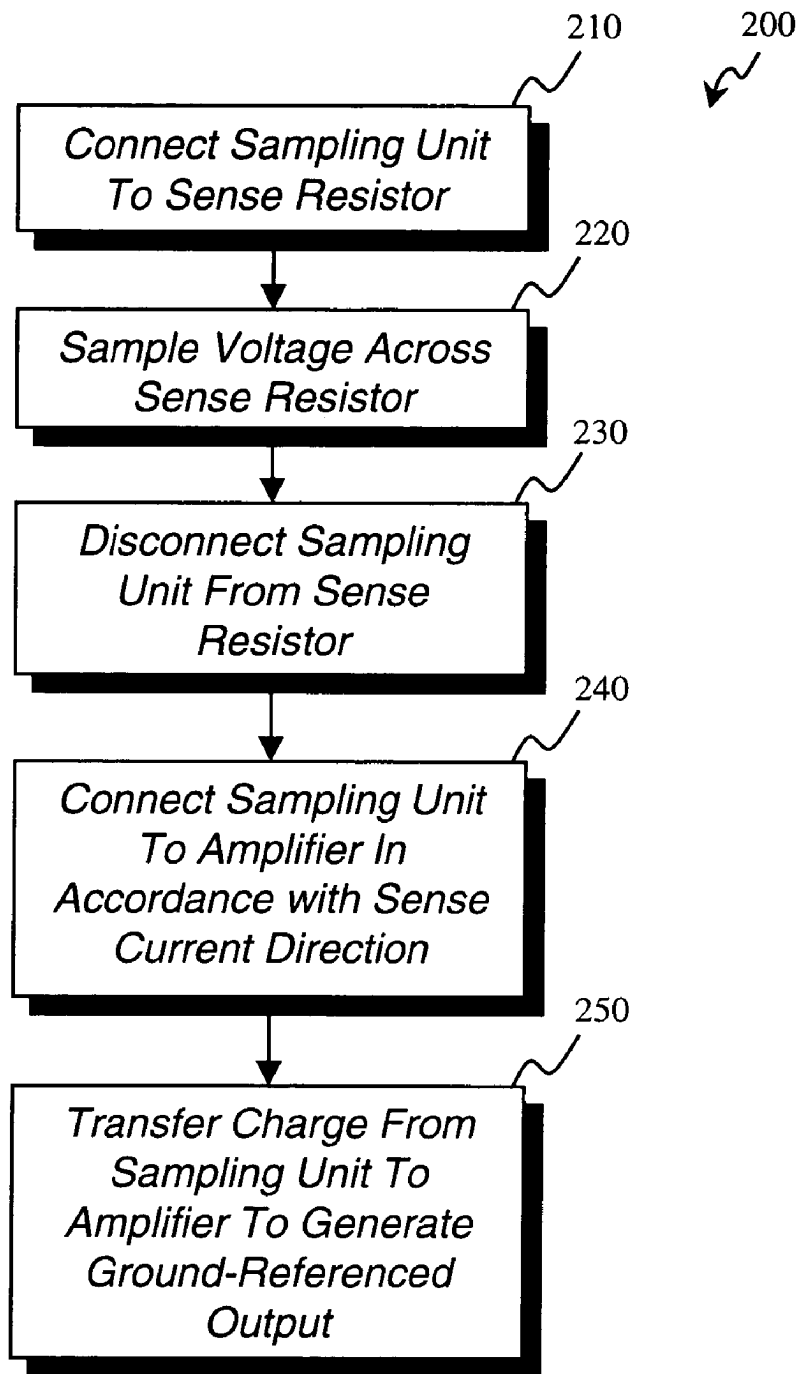 210
200
Connect Sampling Unit
To Sense Resistor
220
Sample Voltage Across
Sense Resistor
230
Disconnect Sampling
Unit From Sense
Resistor
240
Connect Sampling Unit
To Amplifier In
Accordance with Sense
Current Direction
250
Transfer Charge From
Sampling Unit To
Amplifier To Generate
Ground-Referenced
Output